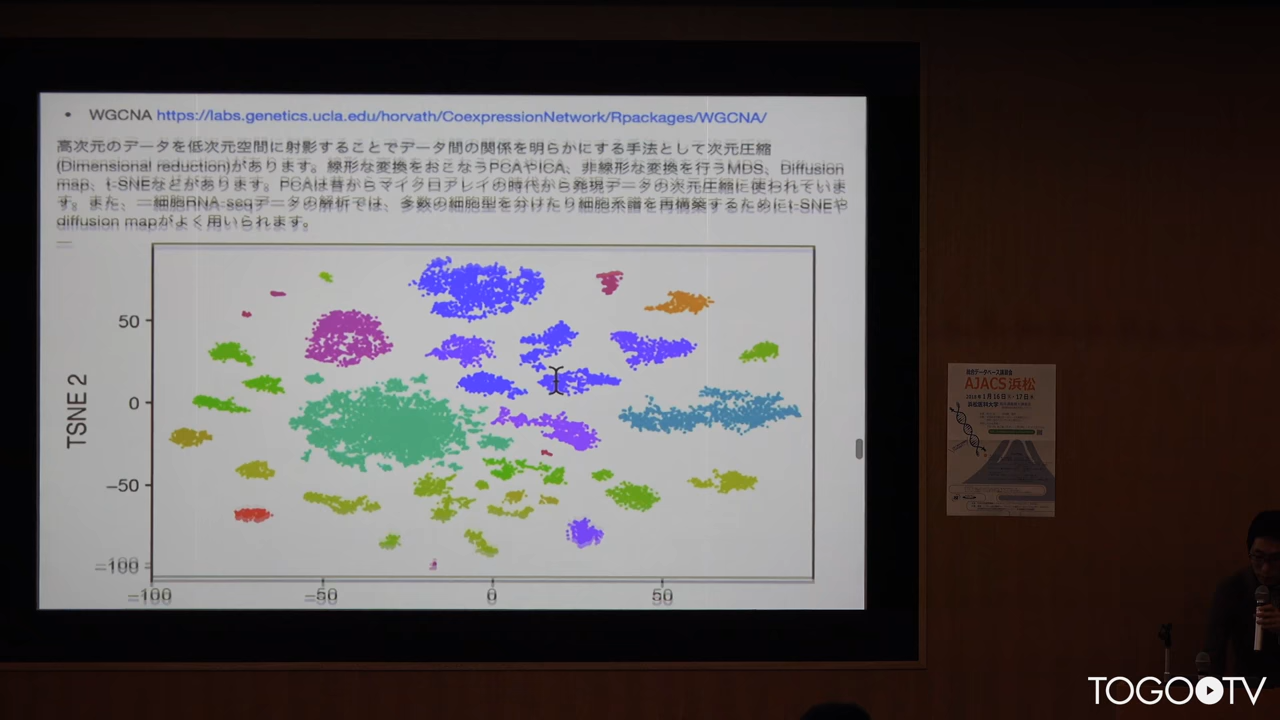 • WGCNA https://labs.genetics.ucla.edu/horvath/CoexpressionNetwork/Rpackages/WGCNA/
高次元のデータを低次元空間に射影することでデータ間の関係を明らかにする手法として次元圧縮
(Dimensional reduction)があります。線形な変換をおこなうPCAやICA、非線形な変換を行うMDS、Diffusion
map、t-SNEなどがあります。PCAは昔からマイクロアレイの時代から発現データの次元圧縮に使われていま
す。また、一細胞RNA-seqデータの解析では、多数の細胞型を分けたり細胞系譜を再構築するためにt-SNEや
diffusion mapがよく用いられます。
TSNE 2
50
0
−50
−100
−100
−50
0
50
AJACS浜松
TOGOTV